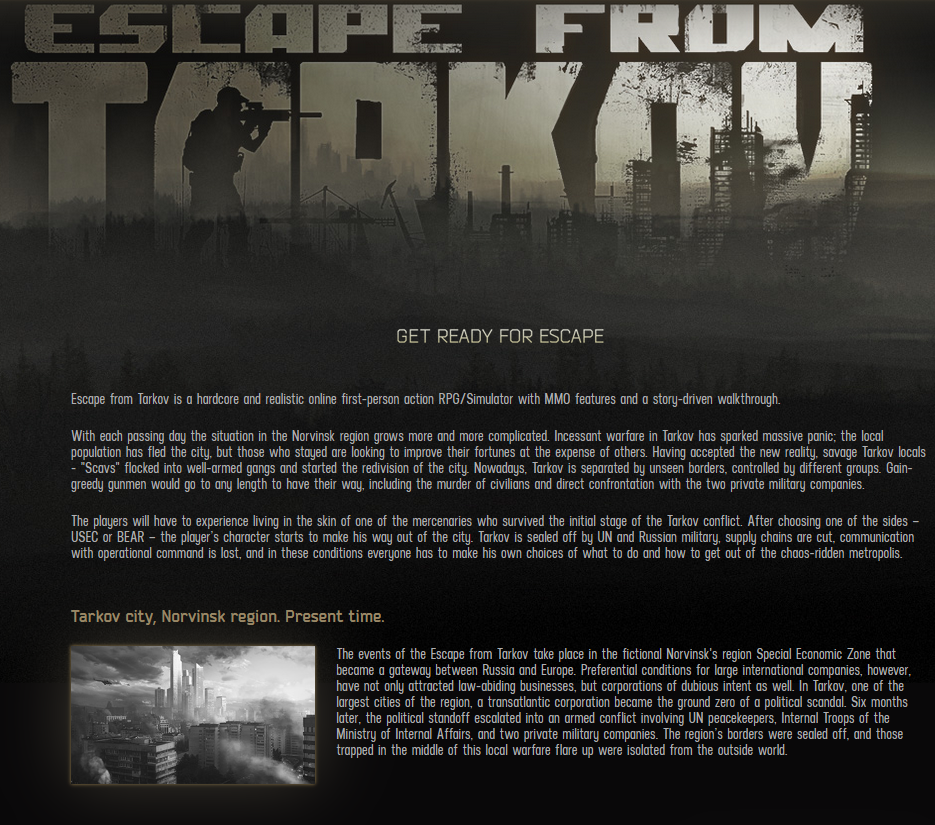 ESCAPE FROM
TARKOV
GET READY FOR ESCAPE
Escape from Tarkov is a hardcore and realistic online first-person action RPG/Simulator with MMO features and a story-driven walkthrough.
With each passing day the situation in the Norvinsk region grows more and more complicated. Incessant warfare in Tarkov has sparked massive panic; the local
population has fled the city, but those who stayed are looking to improve their fortunes at the expense of others. Having accepted the new reality, savage Tarkov locals
- "Scavs" flocked into well-armed gangs and started the redivision of the city. Nowadays, Tarkov is separated by unseen borders, controlled by different groups. Gain-
greedy gunmen would go to any length to have their way, including the murder of civilians and direct confrontation with the two private military companies.
The players will have to experience living in the skin of one of the mercenaries who survived the initial stage of the Tarkov conflict. After choosing one of the sides –
USEC or BEAR – the player's character starts to make his way out of the city. Tarkov is sealed off by UN and Russian military, supply chains are cut, communication
with operational command is lost, and in these conditions everyone has to make his own choices of what to do and how to get out of the chaos-ridden metropolis.
Tarkov city, Norvinsk region. Present time.
The events of the Escape from Tarkov take place in the fictional Norvinsk's region Special Economic Zone that
became a gateway between Russia and Europe. Preferential conditions for large international companies, however,
have not only attracted law-abiding businesses, but corporations of dubious intent as well. In Tarkov, one of the
largest cities of the region, a transatlantic corporation became the ground zero of a political scandal. Six months
later, the political standoff escalated into an armed conflict involving UN peacekeepers, Internal Troops of the
Ministry of Internal Affairs, and two private military companies. The region's borders were sealed off, and those
trapped in the middle of this local warfare flare up were isolated from the outside world.